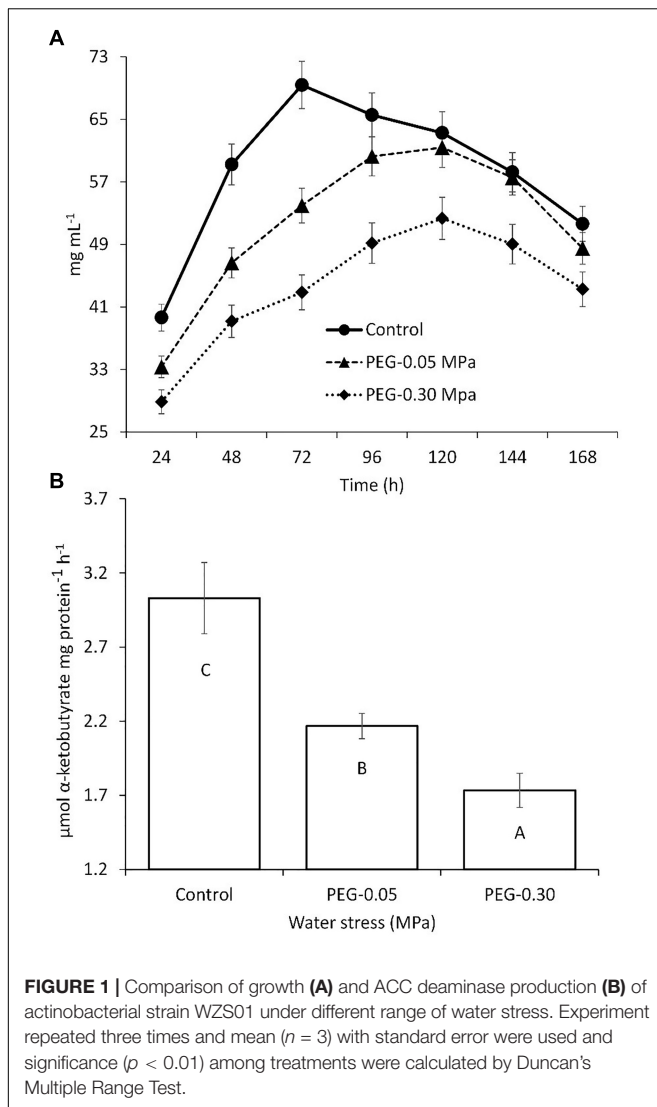 A
73
65
57
49
41
33
25
mg mL⁻¹
Control
PEG-0.05 MPa
PEG-0.30 Mpa
24 48 72 96 120 144 168
Time (h)
B
3.7
3.2
2.7
2.2
1.7
1.2
µmol α-ketobutyrate mg protein⁻¹ h⁻¹
C
B
A
Control PEG-0.05 PEG-0.30
Water stress (MPa)
FIGURE 1 | Comparison of growth (A) and ACC deaminase production (B) of
actinobacterial strain WZS01 under different range of water stress. Experiment
repeated three times and mean (n = 3) with standard error were used and
significance (p < 0.01) among treatments were calculated by Duncan's
Multiple Range Test.